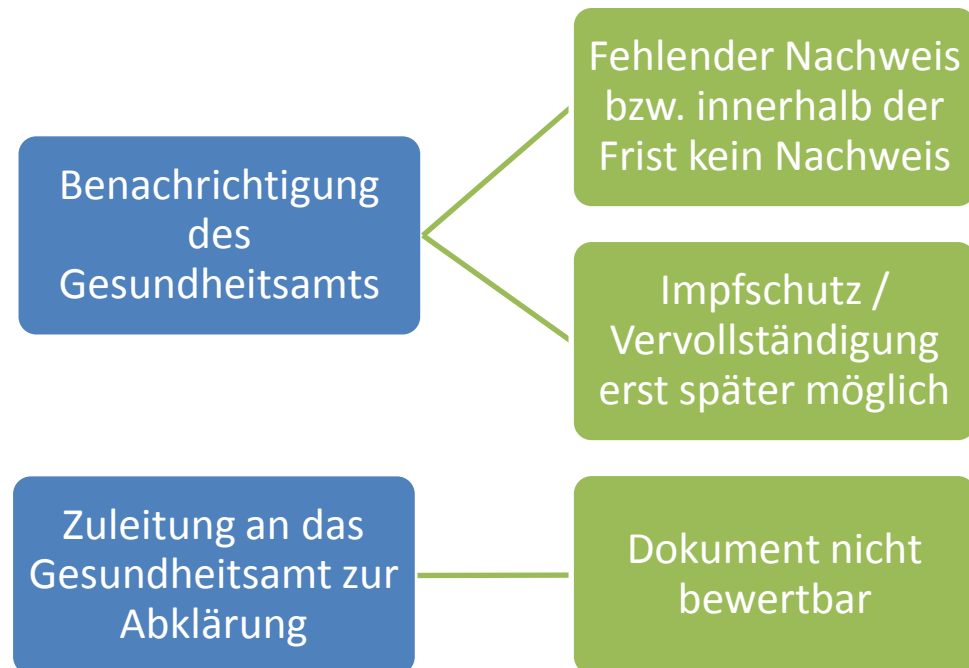 Benachrichtigung
des
Gesundheitsamts
Fehlender Nachweis
bzw. innerhalb der
Frist kein Nachweis
Impfschutz /
Vervollständigung
erst später möglich
Zuleitung an das
Gesundheitsamt zur
Abklärung
Dokument nicht
bewertbar